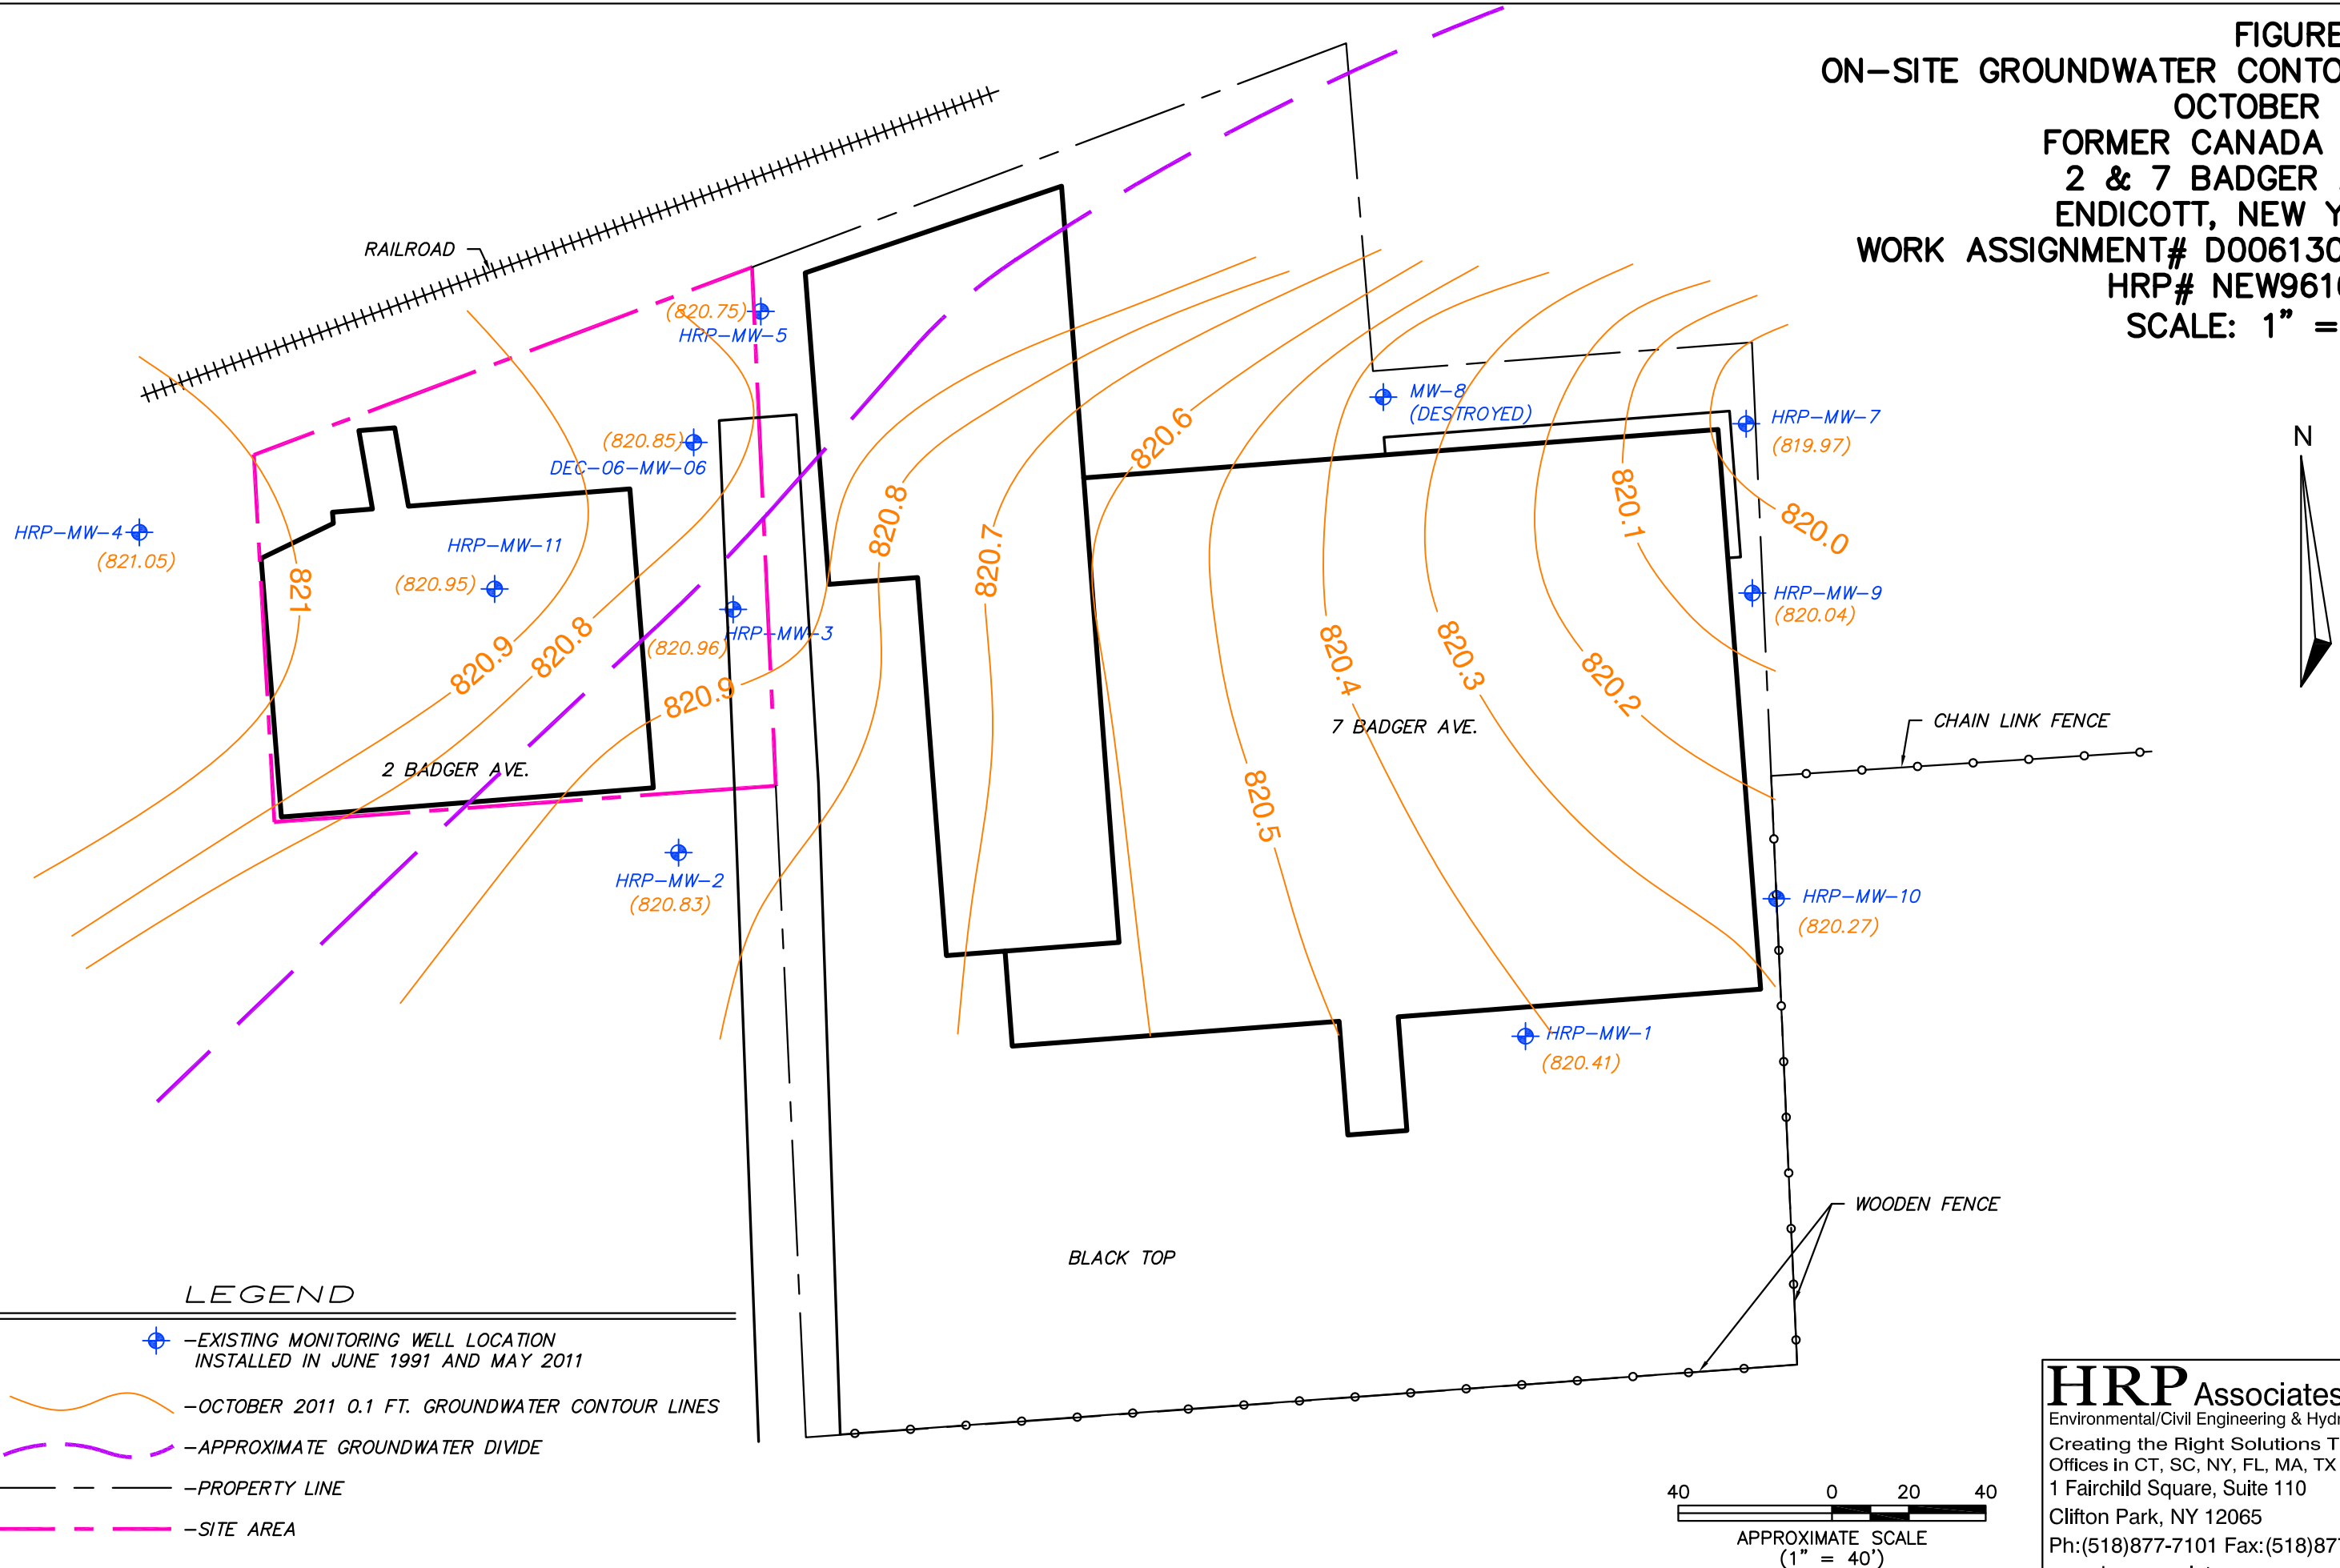 FIGURE
ON-SITE GROUNDWATER
OCTOBER
FORMER CANADA
2 & 7 BADGER
ENDICOTT, NEW
WORK ASSIGNMENT#
HRP#
SCALE: 1" =
RAILROAD
(820.75)
HRP-MW-5
(820.85)
DEC-06-MW-06
HRP-MW-4
(821.05)
HRP-MW-11
(820.95)
HRP-MW-3
(820.96)
821
820.9
820.8
820.9
820.8
820.7
820.6
820.5
820.4
820.3
820.2
820.1
820.0
MW-8
(DESTROYED)
HRP-MW-7
(819.97)
HRP-MW-9
(820.04)
N
2 BADGER AVE.
7 BADGER AVE.
CHAIN LINK FENCE
HRP-MW-2
(820.83)
HRP-MW-10
(820.27)
HRP-MW-1
(820.41)
WOODEN FENCE
BLACK TOP
LEGEND
-EXISTING MONITORING WELL LOCATION
INSTALLED IN JUNE 1991 AND MAY 2011
-OCTOBER 2011 0.1 FT. GROUNDWATER CONTOUR LINES
-APPROXIMATE GROUNDWATER DIVIDE
-PROPERTY LINE
-SITE AREA
40 0 20 40
APPROXIMATE SCALE
(1" = 40')
HRP Associates
Environmental/Civil Engineering &
Creating the Right Solutions
Offices in CT, SC, NY, FL, MA, TX
1 Fairchild Square, Suite 110
Clifton Park, NY 12065
Ph:(518)877-7101